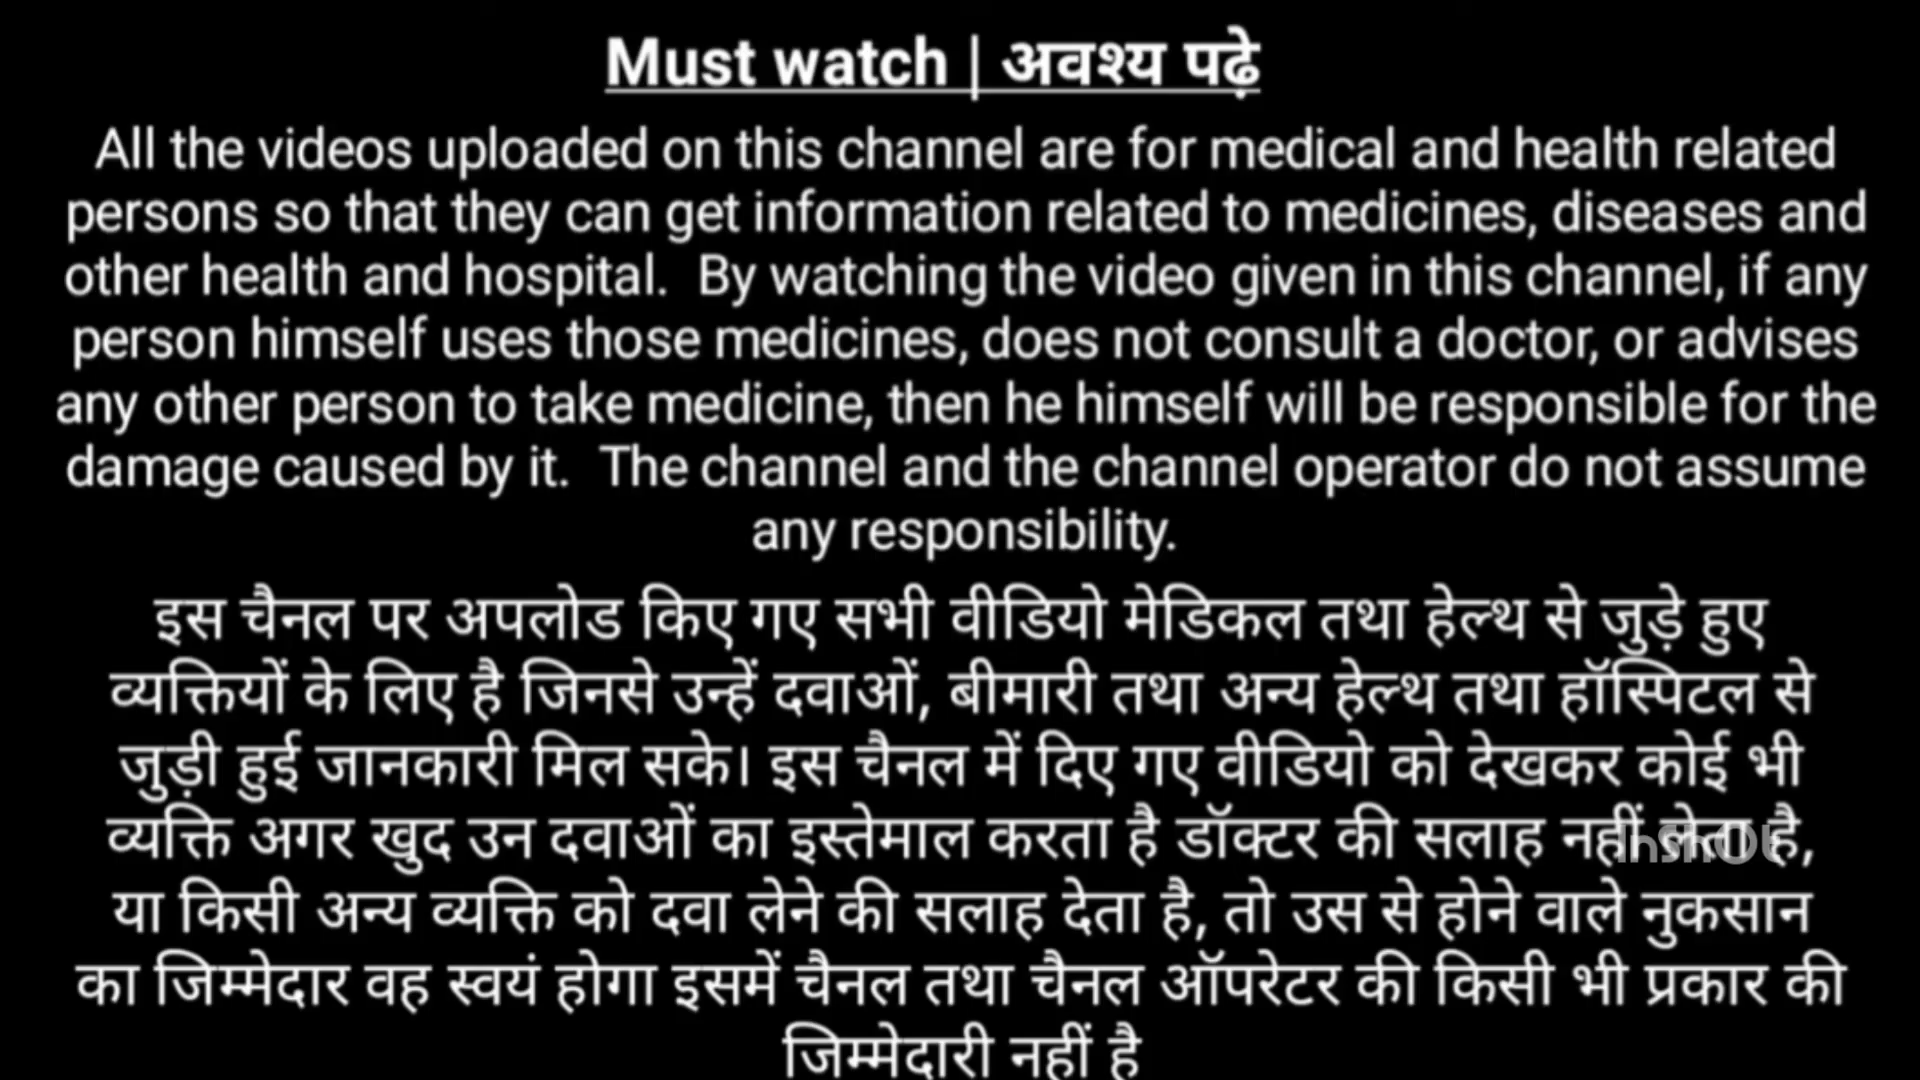 Must watch | अवश्य पढ़े
All the videos uploaded on this channel are for medical and health related
persons so that they can get information related to medicines, diseases and
other health and hospital. By watching the video given in this channel, if any
person himself uses those medicines, does not consult a doctor, or advises
any other person to take medicine, then he himself will be responsible for the
damage caused by it. The channel and the channel operator do not assume
any responsibility.
इस चैनल पर अपलोड किए गए सभी वीडियो मेडिकल तथा हेल्थ से जुड़े हुए
व्यक्तियों के लिए है जिनसे उन्हें दवाओं, बीमारी तथा अन्य हेल्थ तथा हॉस्पिटल से
जुड़ी हुई जानकारी मिल सके। इस चैनल में दिए गए वीडियो को देखकर कोई भी
व्यक्ति अगर खुद उन दवाओं का इस्तेमाल करता है डॉक्टर की सलाह नहीं लेता है,
InShOt
या किसी अन्य व्यक्ति को दवा लेने की सलाह देता है, तो उस से होने वाले नुकसान
का जिम्मेदार वह स्वयं होगा इसमें चैनल तथा चैनल ऑपरेटर की किसी भी प्रकार की
जिम्मेदारी नहीं है